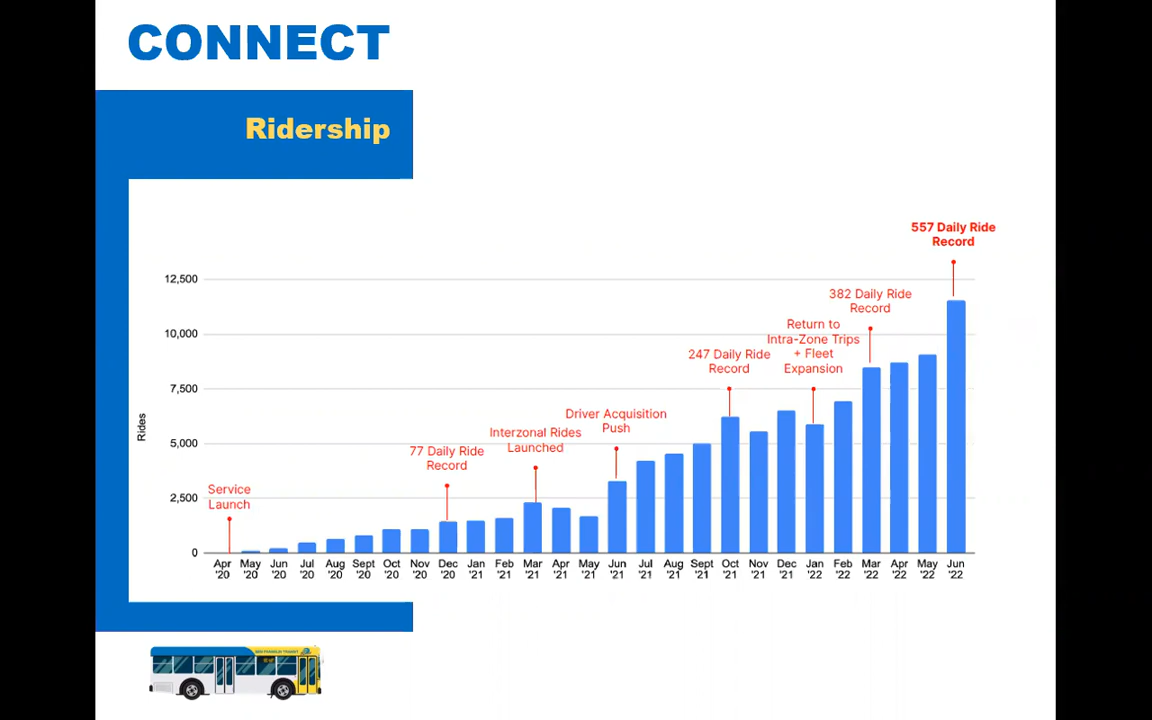 CONNECT
Ridership
557 Daily Ride
Record
12,500
382 Daily Ride
Record
Return to
Intra-Zone Trips
+ Fleet
Expansion
10,000
247 Daily Ride
Record
7,500
Driver Acquisition
Push
Interzonal Rides
Launched
77 Daily Ride
Record
Rides
5,000
Service
Launch
2,500
0
Apr '20
May '20
Jun '20
Jul '20
Aug '20
Sept '20
Oct '20
Nov '20
Dec '20
Jan '21
Feb '21
Mar '21
Apr '21
May '21
Jun '21
Jul '21
Aug '21
Sept '21
Oct '21
Nov '21
Dec '21
Jan '22
Feb '22
Mar '22
Apr '22
May '22
Jun '22
BEN FRANKLIN TRANSIT